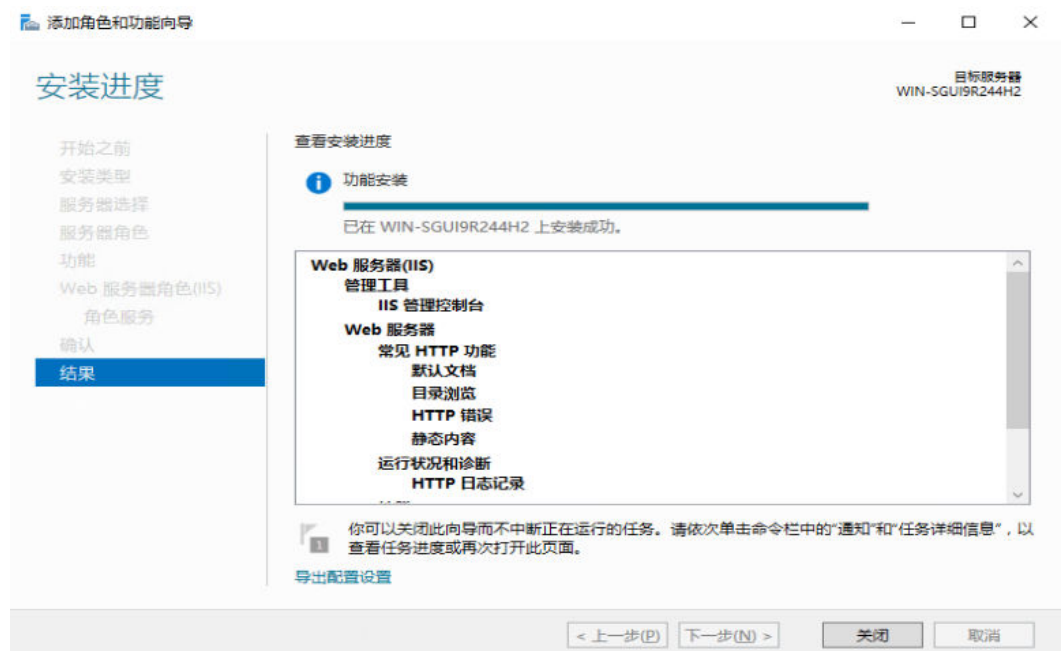 添加角色和功能向导
安装进度
目标服务器
WIN-SGUI9R244H2
开始之前
安装类型
服务器选择
服务器角色
功能
Web 服务器角色(IIS)
角色服务
确认
结果
查看安装进度
功能安装
已在 WIN-SGUI9R244H2 上安装成功。
Web 服务器(IIS)
管理工具
IIS 管理控制台
Web 服务器
常见 HTTP 功能
默认文档
目录浏览
HTTP 错误
静态内容
运行状况和诊断
HTTP 日志记录
1
你可以关闭此向导而不中断正在运行的任务。请依次单击命令栏中的“通知”和“任务详细信息”，以
查看任务进度或再次打开此页面。
导出配置设置
< 上一步(P) 下一步(N) > 关闭 取消